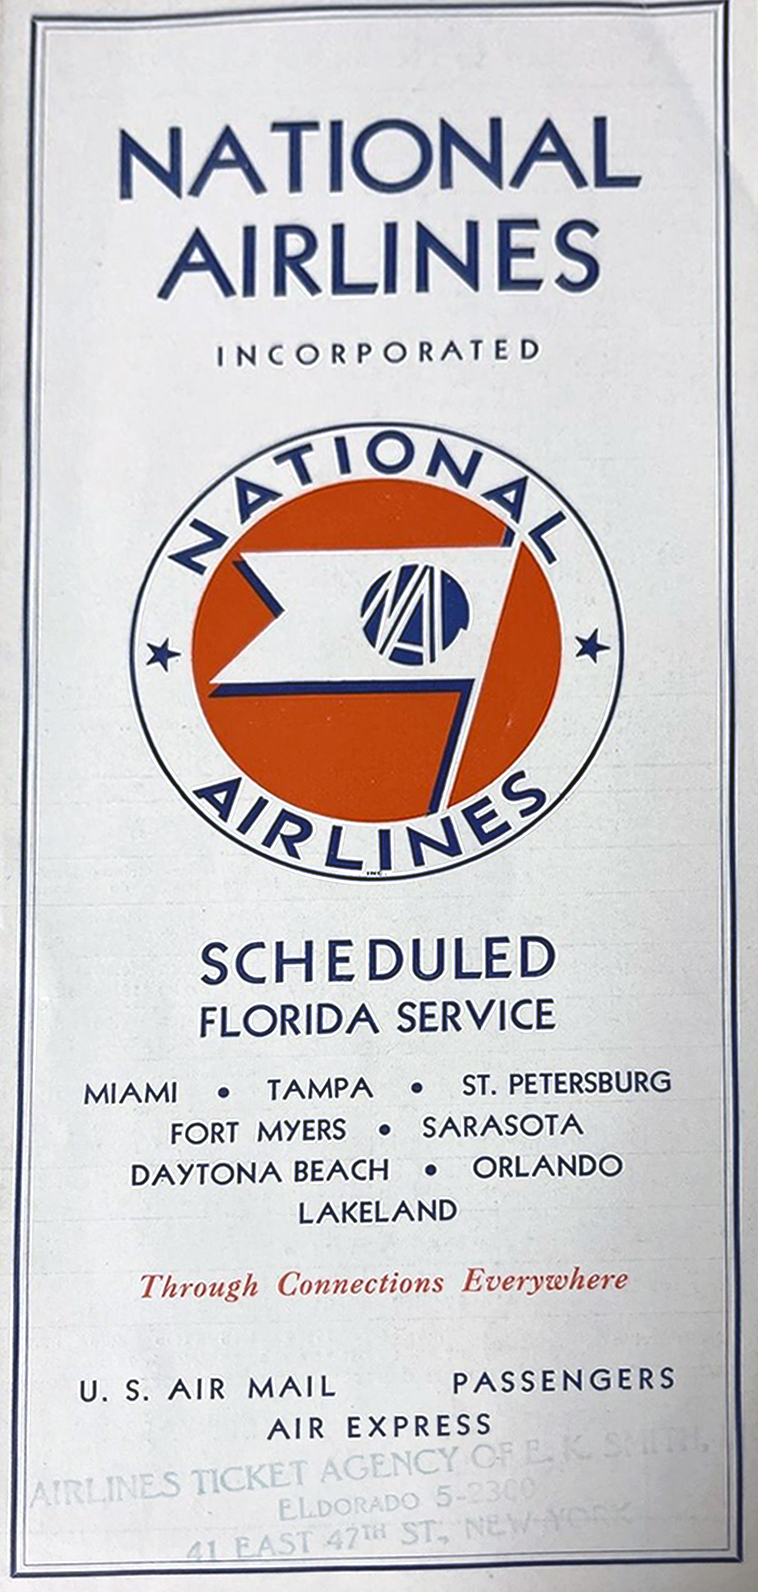 NATIONAL
AIRLINES
INCORPORATED
NATIONAL
NAL
AIRLINES
INC.
SCHEDULED
FLORIDA SERVICE
MIAMI • TAMPA • ST. PETERSBURG
FORT MYERS • SARASOTA
DAYTONA BEACH • ORLANDO
LAKELAND
Through Connections Everywhere
U. S. AIR MAIL PASSENGERS
AIR EXPRESS
AIRLINES TICKET AGENCY OF E. K. SMITH,
ELDORADO 5-2300
41 EAST 47TH ST., NEW YORK